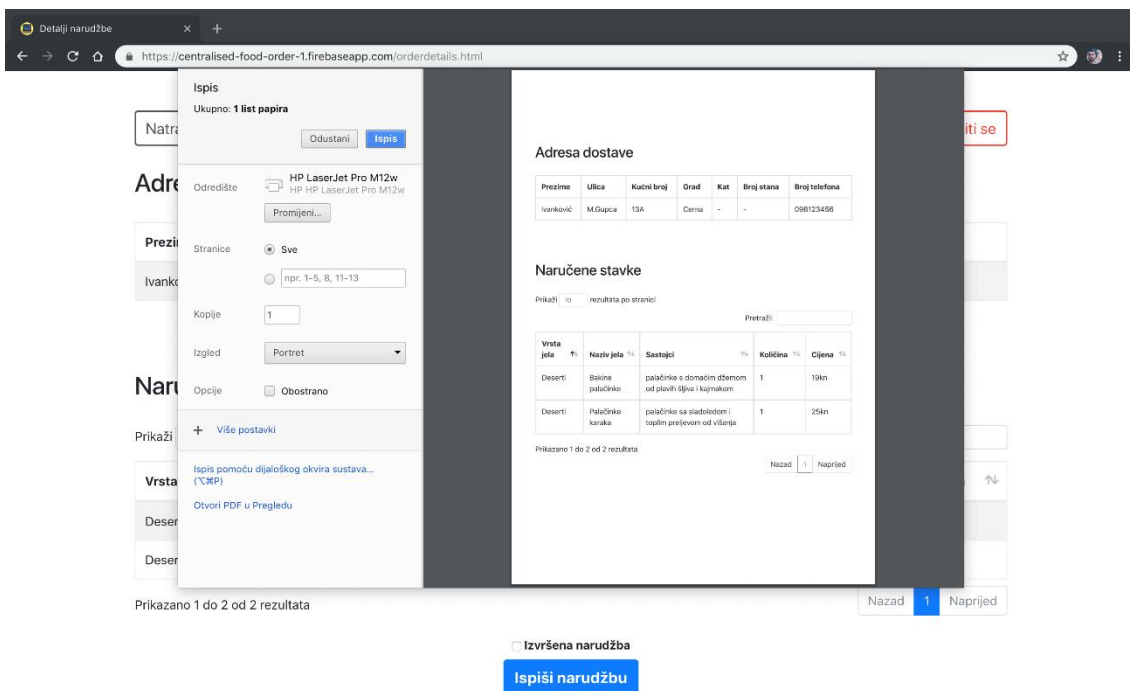 Detalji narudžbe
https://centralised-food-order-1.firebaseapp.com/orderdetails.html
Natra
iti se
Adre
Prezi
Ivanko
Naru
Prikaži
Vrsta
Deser
Deser
Prikazano 1 do 2 od 2 rezultata
Nazad 1 Naprijed
Izvršena narudžba
Ispiši narudžbu
Ispis
Ukupno: 1 list papira
Odustani Ispis
Odredište HP LaserJet Pro M12w
HP HP LaserJet Pro M12w
Promijeni...
Stranice Sve
npr. 1-5, 8, 11-13
Kopije 1
Izgled Portret
Opcije Obostrano
+ Više postavki
Ispis pomoću dijaloškog okvira sustava...
(⌥⌘P)
Otvori PDF u Pregledu
Adresa dostave
Prezime Ulica Kućni broj Grad Kat Broj stana Broj telefona
Ivanković M.Gupca 13A Cerna - - 098123456
Naručene stavke
Prikaži 10 rezultata po stranici
Pretraži:
Vrsta
jela Naziv jela Sastojci Količina Cijena
Deserti Bakine palačinke s domaćim džemom 1 19kn
palačinke od plavih šljiva i kajmakom
Deserti Palačinke palačinke sa sladoledom i 1 25kn
karaka toplim preljevom od višanja
Prikazano 1 do 2 od 2 rezultata
Nazad 1 Naprijed